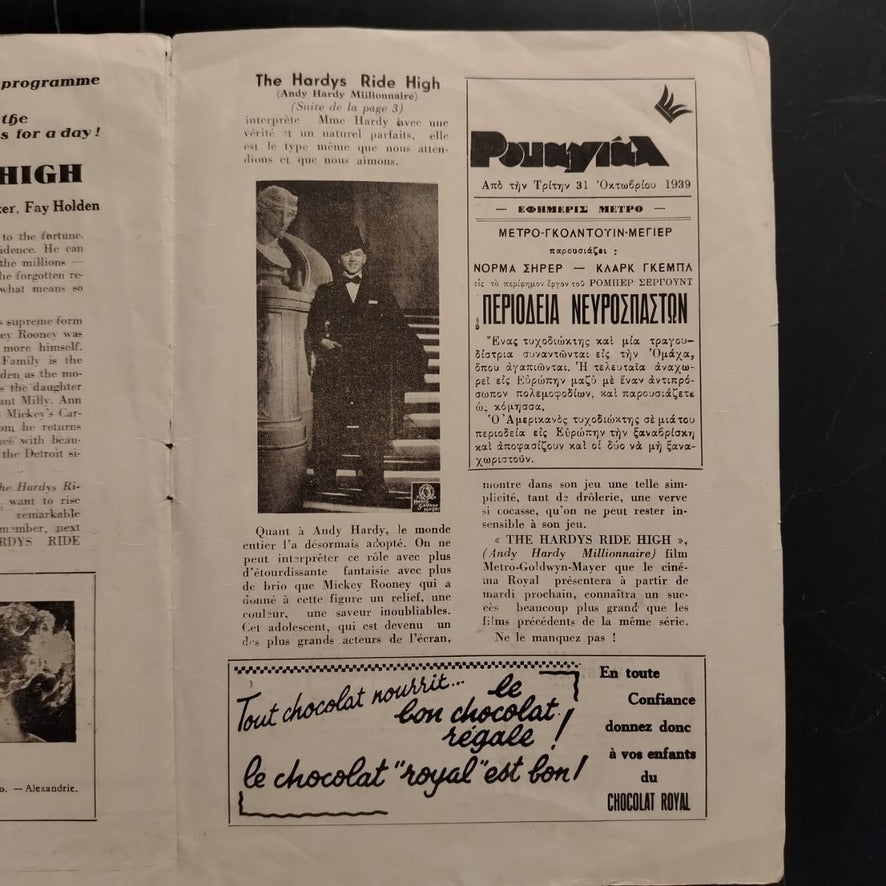 programme
the
s for a day!
HIGH
ker, Fay Holden
to the fortune.
idence. He can
the millions —
he forgotten re-
what means so
s supreme form
ey Rooney was
more himself.
Family is the
den as the mo-
s the daughter
ant Milly. Ann
Mickey's Car-
om he returns
ces with beau-
the Detroit si-
he Hardys Ri-
want to rise
remarkable
member, next
RDYS RIDE
o. — Alexandrie.
The Hardys Ride High
(Andy Hardy Millionnaire)
(Suite de la page 3)
interprète Mme Hardy avec une
vérité et un naturel parfaits, elle
est le type même que nous atten-
dions et que nous aimons.
Metro
Goldwyn
Mayer
Quant à Andy Hardy, le monde
entier l'a désormais adopté. On ne
peut interpréter ce rôle avec plus
d'étourdissante fantaisie avec plus
de brio que Mickey Rooney qui a
donné à cette figure un relief, une
couleur, une saveur inoubliables.
Cet adolescent, qui est devenu un
des plus grands acteurs de l'écran,
Ρουαγιάλ
Ἀπὸ τὴν Τρίτην 31 Ὀκτωβρίου 1939
— ΕΦΗΜΕΡΙΣ ΜΕΤΡΟ —
ΜΕΤΡΟ-ΓΚΟΛΝΤΟΥΙΝ-ΜΕΓΙΕΡ
παρουσιάζει :
ΝΟΡΜΑ ΣΗΡΕΡ — ΚΛΑΡΚ ΓΚΕΜΠΛ
εἰς τὸ περίφημον ἔργον τοῦ ΡΟΜΠΕΡ ΣΕΡΓΟΥΝΤ
ΠΕΡΙΟΔΕΙΑ ΝΕΥΡΟΣΠΑΣΤΩΝ
Ἕνας τυχοδιώκτης καὶ μία τραγου-
δίστρια συναντῶνται εἰς τὴν Ὀμάχα,
ὅπου ἀγαπιῶνται. Ἡ τελευταῖα ἀναχω-
ρεῖ εἰς Εὐρώπην μαζὺ μὲ ἕναν ἀντιπρό-
σωπον πολεμοφοδίων, καὶ παρουσιάζετε
ὡς κόμησσα.
Ὁ Ἀμερικανὸς τυχοδιώκτης σὲ μιά του
περιοδεία εἰς Εὐρώπην τὴν ξαναβρίσκη
καὶ ἀποφασίζουν καὶ οἱ δύο νὰ μὴ ξανα-
χωριστοῦν.
montre dans son jeu une telle sim-
plicité, tant de drôlerie, une verve
si cocasse, qu'on ne peut rester in-
sensible à son jeu.
« THE HARDYS RIDE HIGH »,
(Andy Hardy Millionnaire) film
Metro-Goldwyn-Mayer que le ciné-
ma Royal présentera à partir de
mardi prochain, connaîtra un suc-
cès beaucoup plus grand que les
films précédents de la même série.
Ne le manquez pas !
Tout chocolat nourrit... le
bon chocolat
régale !
le chocolat "royal" est bon !
En toute
Confiance
donnez donc
à vos enfants
du
CHOCOLAT ROYAL